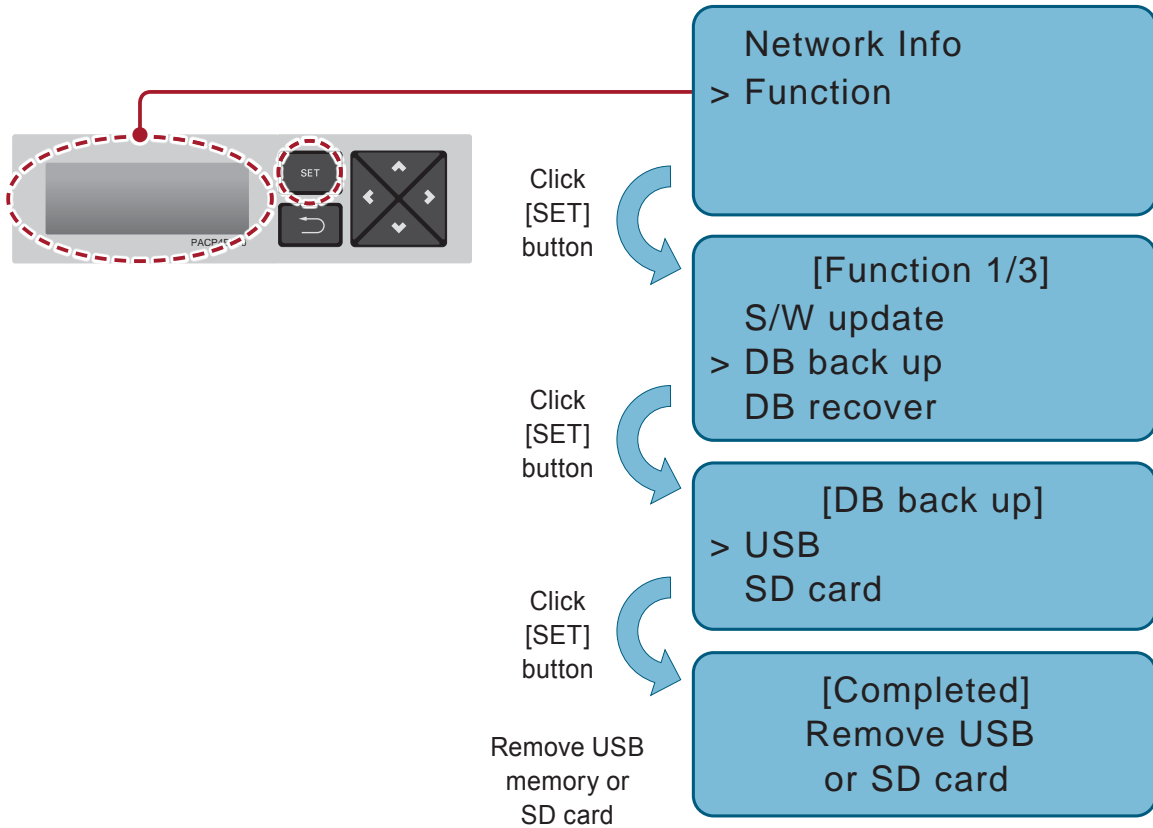 Network Info
> Function
SET
Click
[SET]
button
[Function 1/3]
S/W update
> DB back up
DB recover
Click
[SET]
button
[DB back up]
> USB
SD card
Click
[SET]
button
[Completed]
Remove USB
or SD card
Remove USB
memory or
SD card